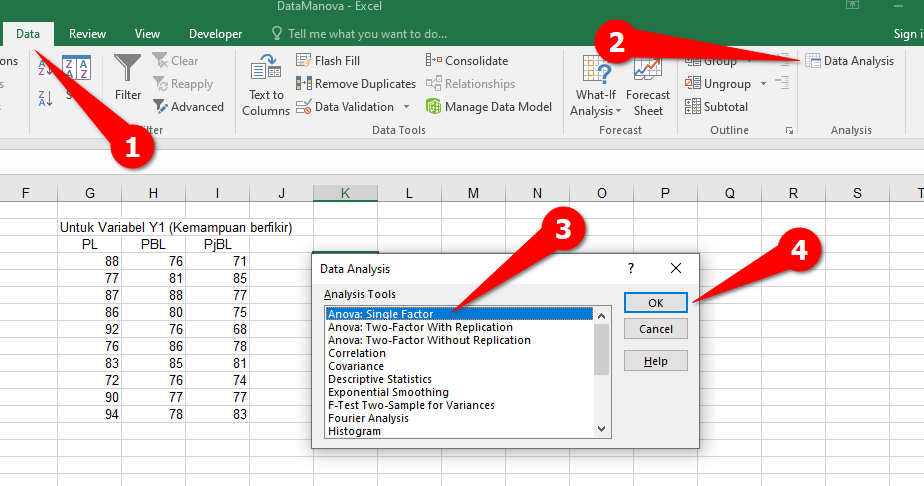 DataManova - Excel
Data Review View Developer Tell me what you want to do...
Sign i
ons
Clear
Reapply
Advanced
Filter
Text to Columns
Flash Fill
Remove Duplicates
Data Validation
Consolidate
Relationships
Manage Data Model
Data Tools
What-If Analysis
Forecast Sheet
Forecast
Group
Ungroup
Subtotal
Outline
Data Analysis
Analysis
1
2
3
4
F G H I J K L M N O P Q R S T
Untuk Variabel Y1 (Kemampuan berfikir)
PL PBL PjBL
88 76 71
77 81 85
87 88 77
86 80 75
92 76 68
76 86 78
83 85 81
72 76 74
90 77 77
94 78 83
Data Analysis ?
Analysis Tools
Anova: Single Factor
Anova: Two-Factor With Replication
Anova: Two-Factor Without Replication
Correlation
Covariance
Descriptive Statistics
Exponential Smoothing
F-Test Two-Sample for Variances
Fourier Analysis
Histogram
OK
Cancel
Help